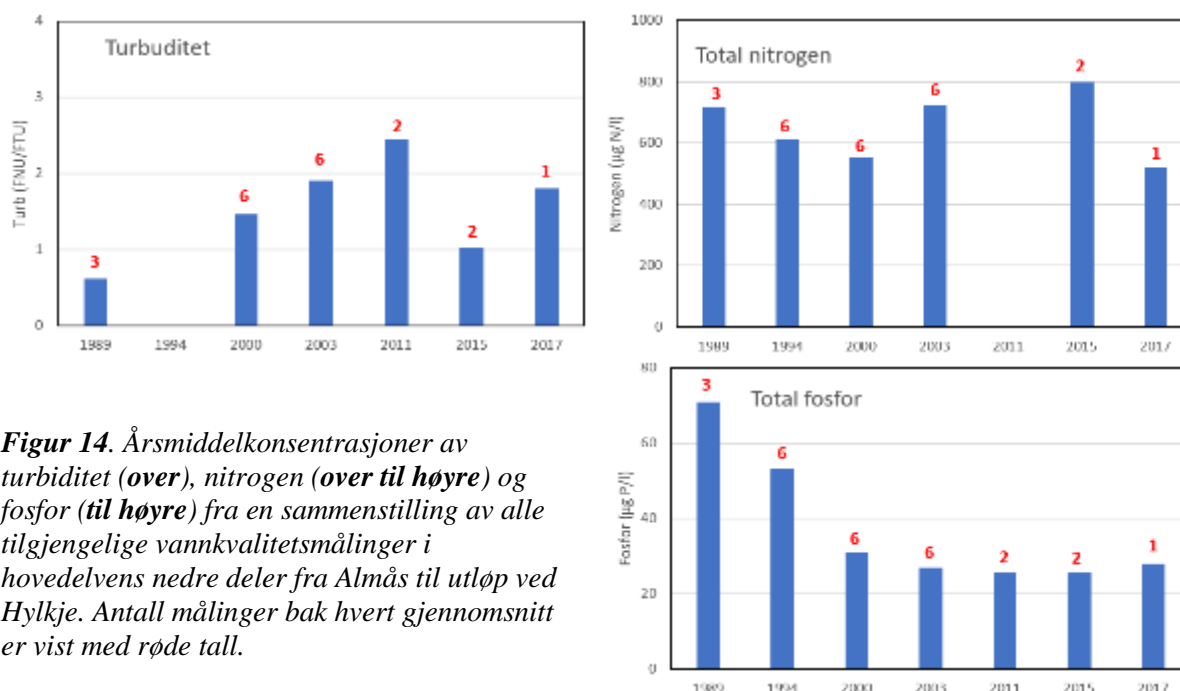 Turbuditet
4
3
2
1
0
Turb (FNU/FTU)
3
6
6
2
2
1
1989 1994 2000 2003 2011 2015 2017
Total nitrogen
1000
800
600
400
200
0
Nitrogen (µg N/l)
3
6
6
6
2
1
1989 1994 2000 2003 2011 2015 2017
Total fosfor
80
60
40
20
0
Fosfor (µg P/l)
3
6
6
6
2
2
1
1989 1994 2000 2003 2011 2015 2017
Figur 14. Årsmiddelkonsentrasjoner av
turbiditet (over), nitrogen (over til høyre) og
fosfor (til høyre) fra en sammenstilling av alle
tilgjengelige vannkvalitetsmålinger i
hovedelvens nedre deler fra Almås til utløp ved
Hylkje. Antall målinger bak hvert gjennomsnitt
er vist med røde tall.